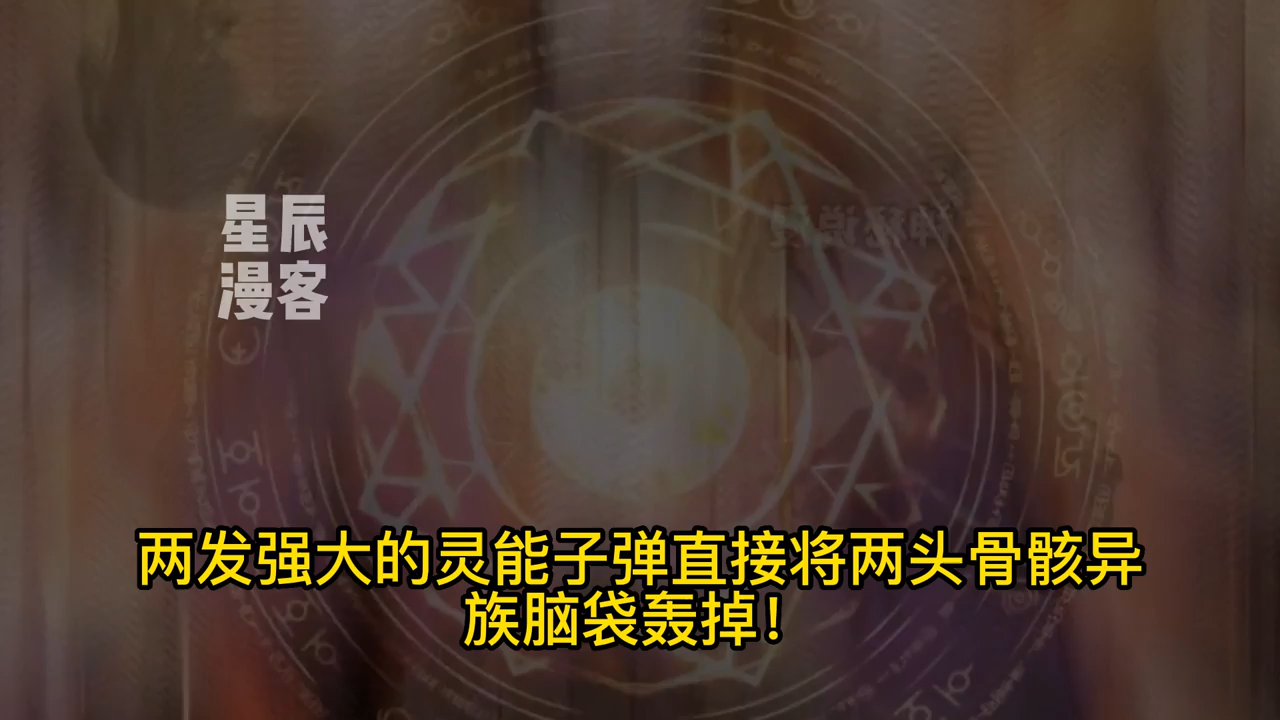 星辰
漫客
两发强大的灵能子弹直接将两头骨骸异
族脑袋轰掉！